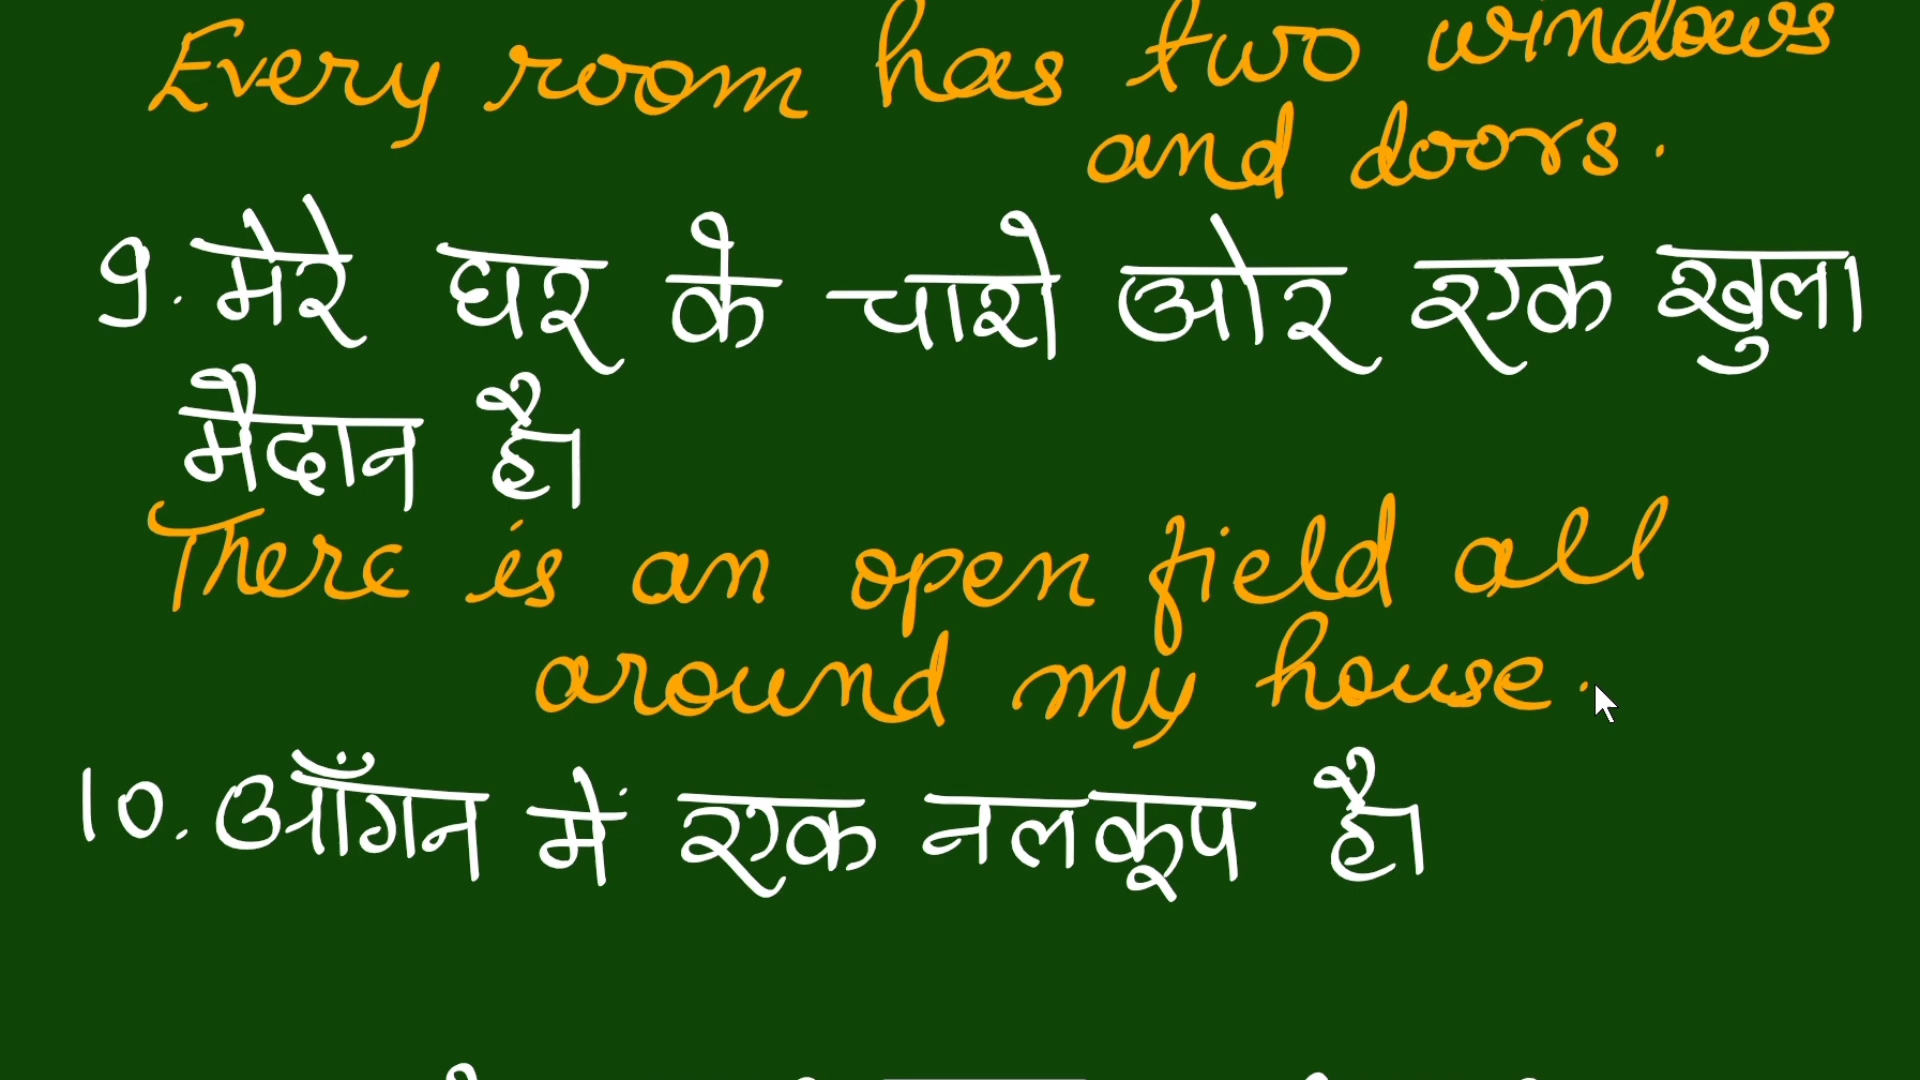 Every room has two windows
and doors.
9. मेरे घर के चारो ओर एक खुला
मैदान है।
There is an open field all
around my house.
10. आँगन में एक नलकूप है।